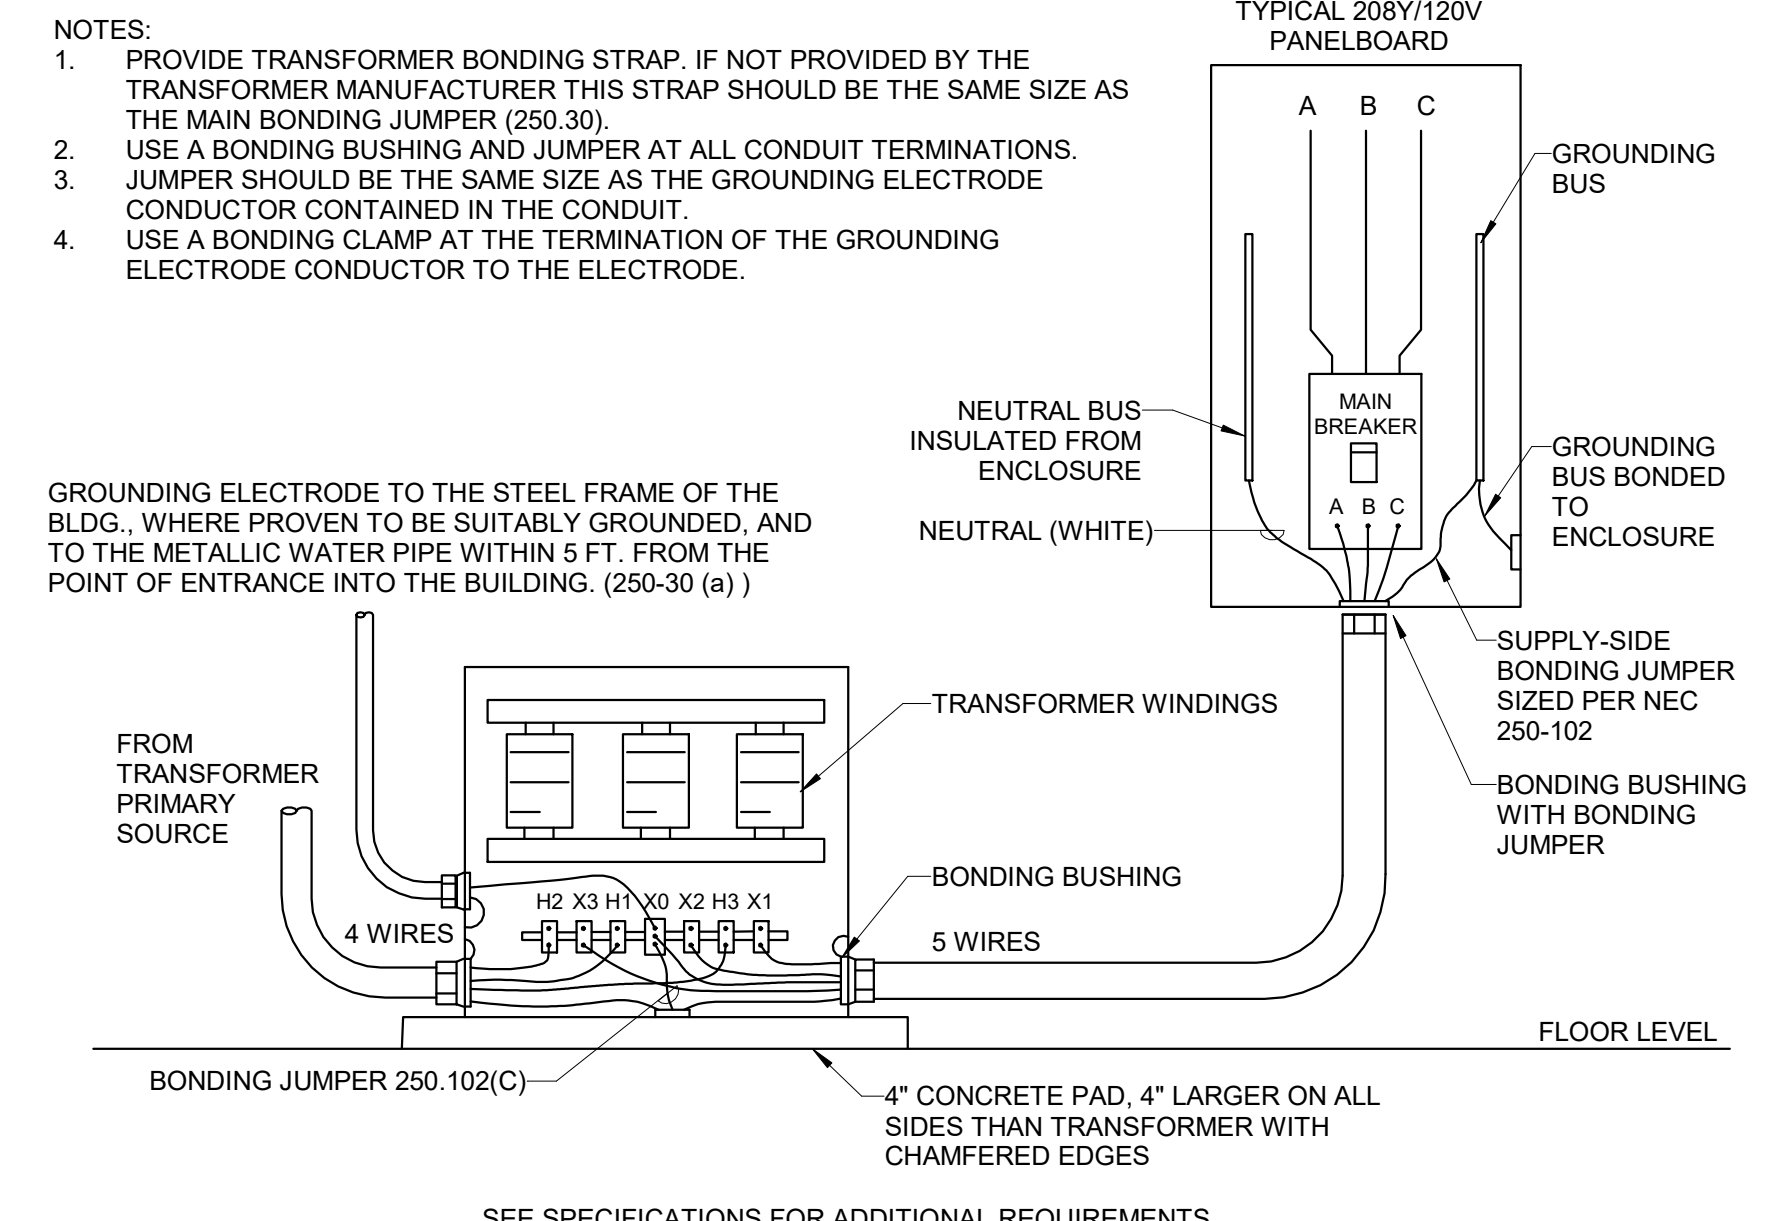 NOTES:
1. PROVIDE TRANSFORMER BONDING STRAP. IF NOT PROVIDED BY THE
TRANSFORMER MANUFACTURER THIS STRAP SHOULD BE THE SAME SIZE AS
THE MAIN BONDING JUMPER (250.30).
2. USE A BONDING BUSHING AND JUMPER AT ALL CONDUIT TERMINATIONS.
3. JUMPER SHOULD BE THE SAME SIZE AS THE GROUNDING ELECTRODE
CONDUCTOR CONTAINED IN THE CONDUIT.
4. USE A BONDING CLAMP AT THE TERMINATION OF THE GROUNDING
ELECTRODE CONDUCTOR TO THE ELECTRODE.
TYPICAL 208Y/120V
PANELBOARD
A B C
GROUNDING
BUS
NEUTRAL BUS
INSULATED FROM
ENCLOSURE
MAIN
BREAKER
A B C
GROUNDING
BUS BONDED
TO
ENCLOSURE
NEUTRAL (WHITE)
GROUNDING ELECTRODE TO THE STEEL FRAME OF THE
BLDG., WHERE PROVEN TO BE SUITABLY GROUNDED, AND
TO THE METALLIC WATER PIPE WITHIN 5 FT. FROM THE
POINT OF ENTRANCE INTO THE BUILDING. (250-30 (a) )
SUPPLY-SIDE
BONDING JUMPER
SIZED PER NEC
250-102
TRANSFORMER WINDINGS
FROM
TRANSFORMER
PRIMARY
SOURCE
BONDING BUSHING
WITH BONDING
JUMPER
BONDING BUSHING
H2 X3 H1 X0 X2 H3 X1
4 WIRES
5 WIRES
FLOOR LEVEL
BONDING JUMPER 250.102(C)
4" CONCRETE PAD, 4" LARGER ON ALL
SIDES THAN TRANSFORMER WITH
CHAMFERED EDGES
SEE SPECIFICATIONS FOR ADDITIONAL REQUIREMENTS